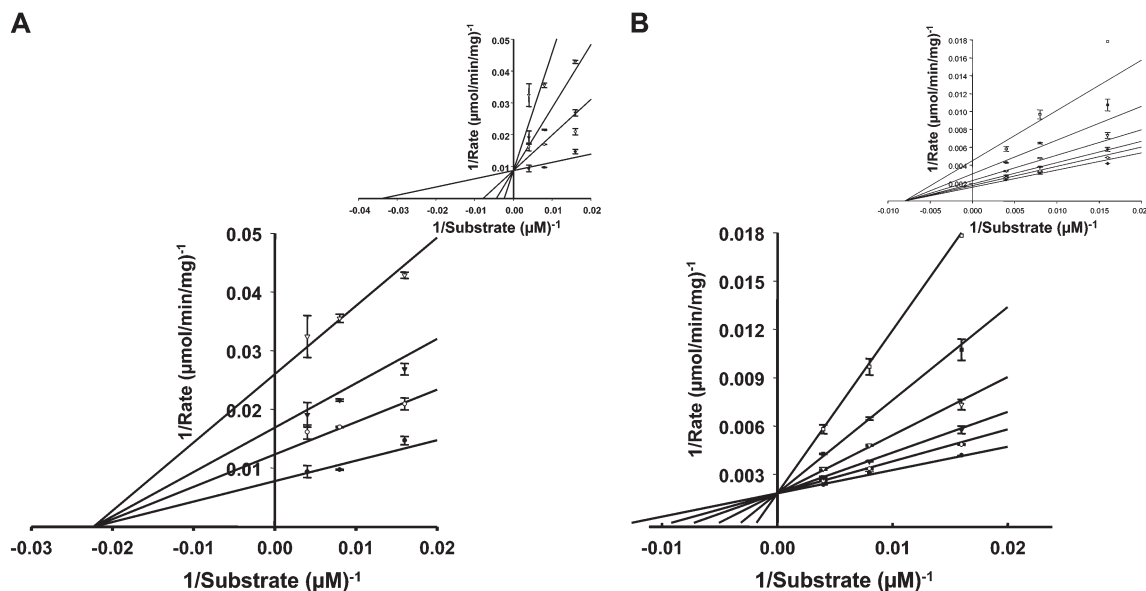 A
1/Rate (µmol/min/mg)-1
0.05
0.04
0.03
0.02
0.01
-0.04 -0.03 -0.02 -0.01 0.00 0.01 0.02
1/Substrate (µM)-1
1/Rate (µmol/min/mg)-1
0.05
0.04
0.03
0.02
0.01
-0.03 -0.02 -0.01 0.00 0.01 0.02
1/Substrate (µM)-1
B
1/Rate (µmol/min/mg)-1
0.018
0.016
0.014
0.012
0.010
0.008
0.006
0.004
0.002
-0.010 -0.005 0.000 0.005 0.010 0.015 0.02
1/Substrate (µM)-1
1/Rate (µmol/min/mg)-1
0.018
0.015
0.012
0.009
0.006
0.003
-0.01 0.00 0.01 0.02
1/Substrate (µM)-1